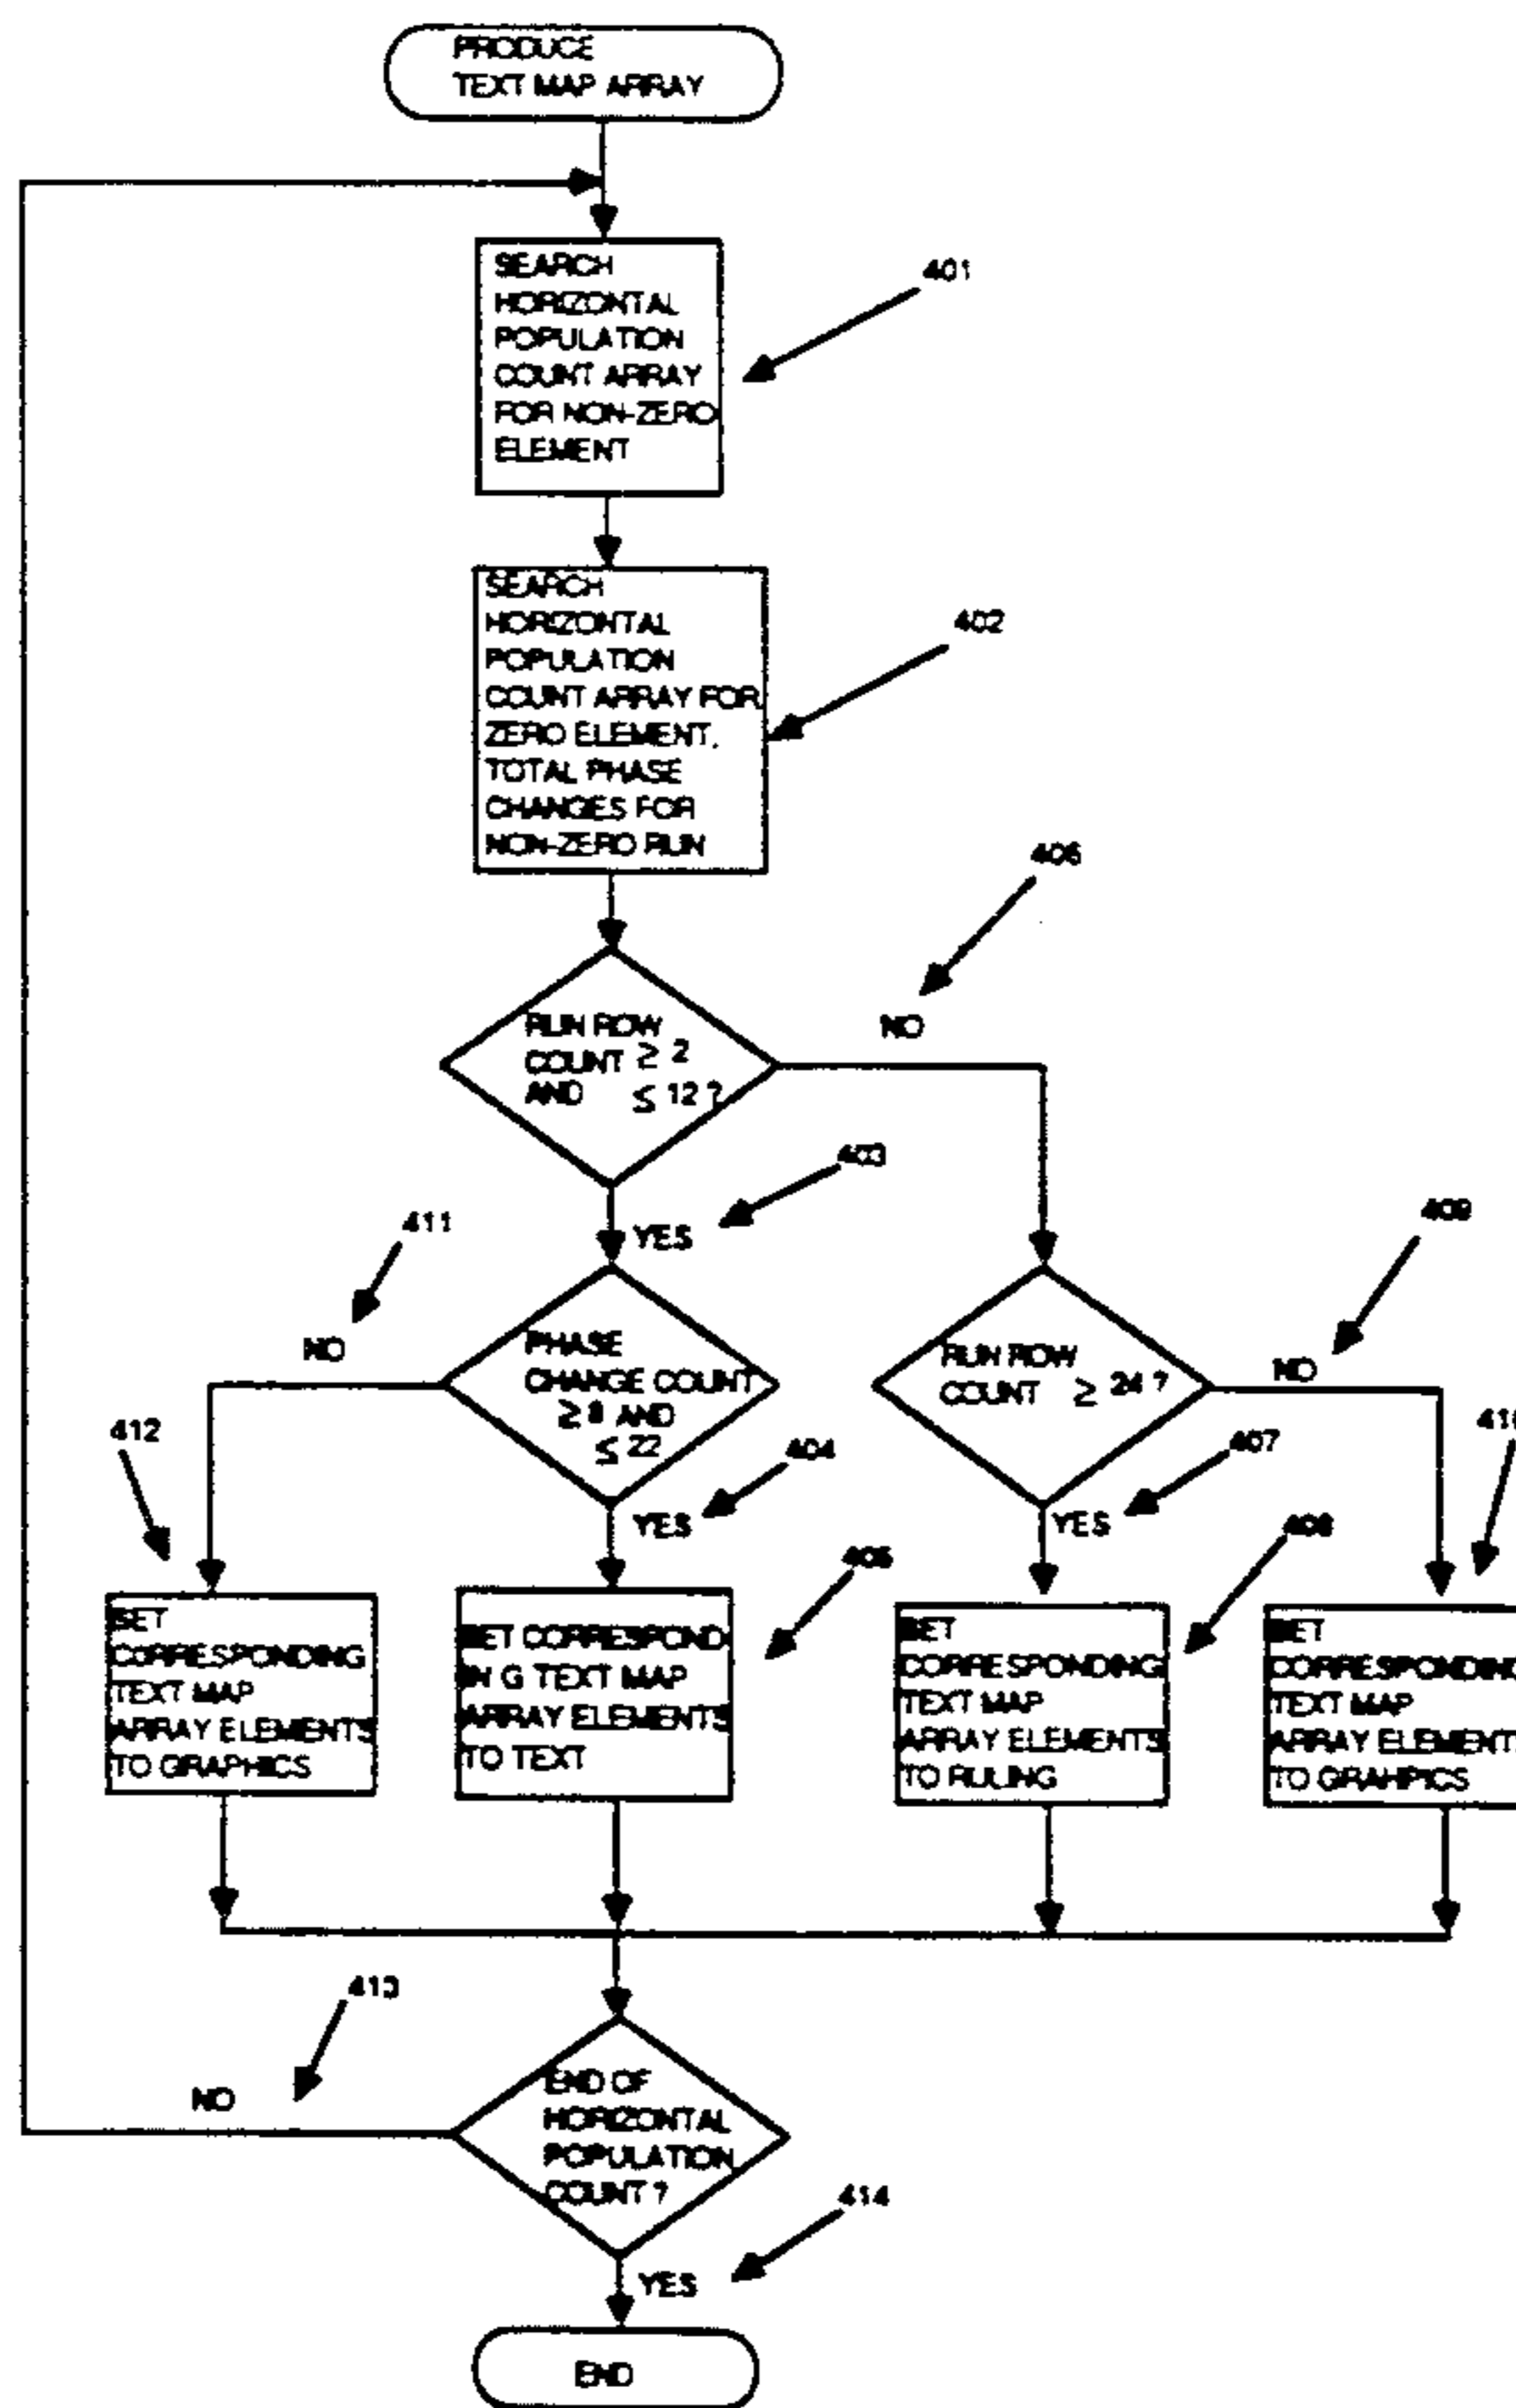 PRODUCE
TEXT MAP ARRAY
SEARCH
HORIZONTAL
POPULATION
COUNT ARRAY
FOR NON-ZERO
ELEMENT
401
SEARCH
HORIZONTAL
POPULATION
COUNT ARRAY FOR
ZERO ELEMENT.
TOTAL PHASE
CHANGES FOR
NON-ZERO RUN
402
406
RUN ROW
COUNT ≥ 2
AND ≤ 12 ?
NO
403
YES
411
NO
PHASE
CHANGE COUNT
≥ 8 AND
≤ 22
404
YES
409
RUN ROW
COUNT ≥ 24 ?
NO
407
YES
412
SET
CORRESPONDING
TEXT MAP
ARRAY ELEMENTS
TO GRAPHICS
405
SET CORRESPOND-
IN G TEXT MAP
ARRAY ELEMENTS
TO TEXT
SET
CORRESPONDING
TEXT MAP
ARRAY ELEMENTS
TO RULING
SET
CORRESPONDING
TEXT MAP
ARRAY ELEMENTS
TO GRAHPICS
413
NO
END OF
HORIZONTAL
POPULATION
COUNT ?
414
YES
END